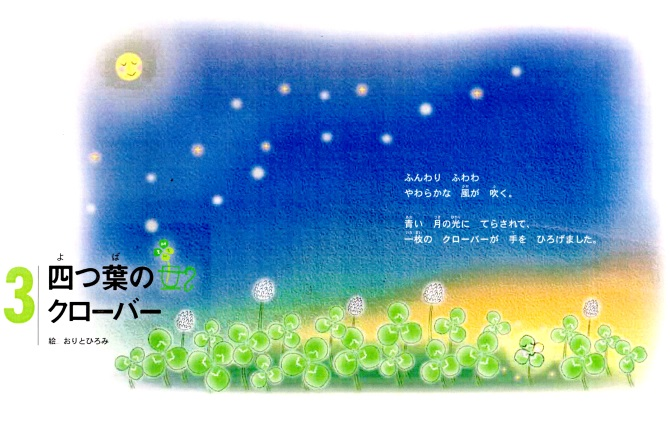 3
四つ葉の
よ ば
クローバー
絵 おりとひろみ
ふんわり ふわわ
やわらかな 風が 吹く。
青い 月の光に てらされて、
一枚の クローバーが 手を ひろげました。